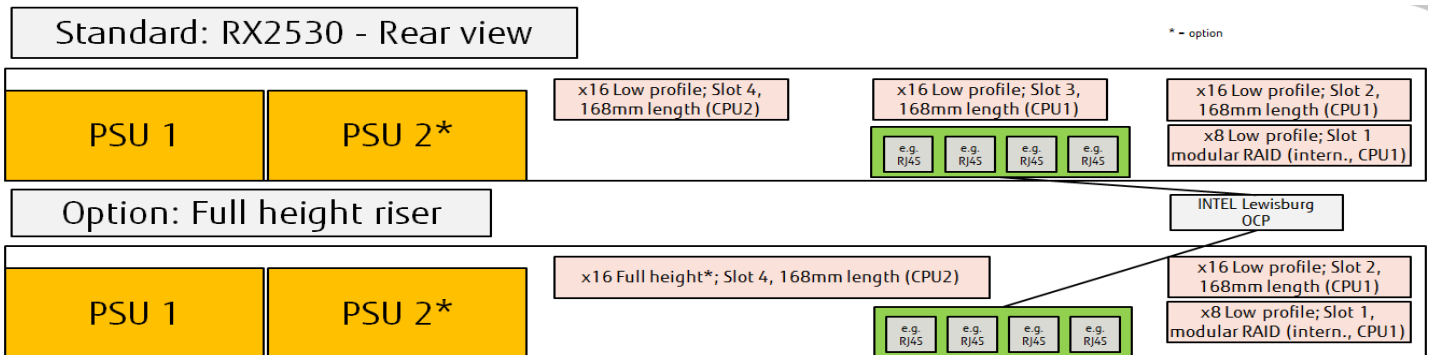 Standard: RX2530 - Rear view
* - option
PSU 1
PSU 2*
x16 Low profile; Slot 4,
168mm length (CPU2)
x16 Low profile; Slot 3,
168mm length (CPU1)
e.g.
RJ45
e.g.
RJ45
e.g.
RJ45
e.g.
RJ45
x16 Low profile; Slot 2,
168mm length (CPU1)
x8 Low profile; Slot 1
modular RAID (intern., CPU1)
Option: Full height riser
INTEL Lewisburg
OCP
PSU 1
PSU 2*
x16 Full height*; Slot 4, 168mm length (CPU2)
e.g.
RJ45
e.g.
RJ45
e.g.
RJ45
e.g.
RJ45
x16 Low profile; Slot 2,
168mm length (CPU1)
x8 Low profile; Slot 1,
modular RAID (intern., CPU1)